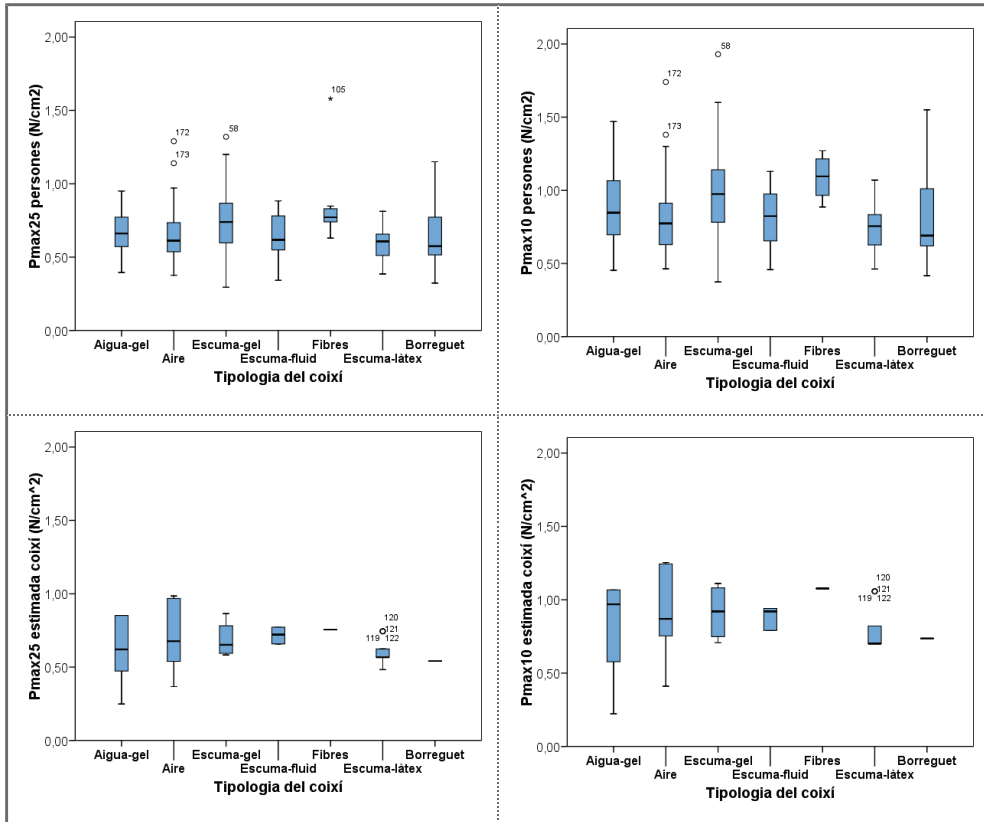 Pmax25 persones (N/cm2)
2,00
1,50
1,00
0,50
0,00
172
173
58
105
Aigua-gel
Aire
Escuma-gel
Escuma-fluid
Fibres
Escuma-làtex
Borreguet
Tipologia del coixí
Pmax10 persones (N/cm2)
2,00
1,50
1,00
0,50
0,00
172
173
58
Aigua-gel
Aire
Escuma-gel
Escuma-fluid
Fibres
Escuma-làtex
Borreguet
Tipologia del coixí
Pmax25 estimada coixí (N/cm^2)
2,00
1,50
1,00
0,50
0,00
120
121
119 122
Aigua-gel
Aire
Escuma-gel
Escuma-fluid
Fibres
Escuma-làtex
Borreguet
Tipologia del coixí
Pmax10 estimada coixí (N/cm^2)
2,00
1,50
1,00
0,50
0,00
120
121
119 122
Aigua-gel
Aire
Escuma-gel
Escuma-fluid
Fibres
Escuma-làtex
Borreguet
Tipologia del coixí